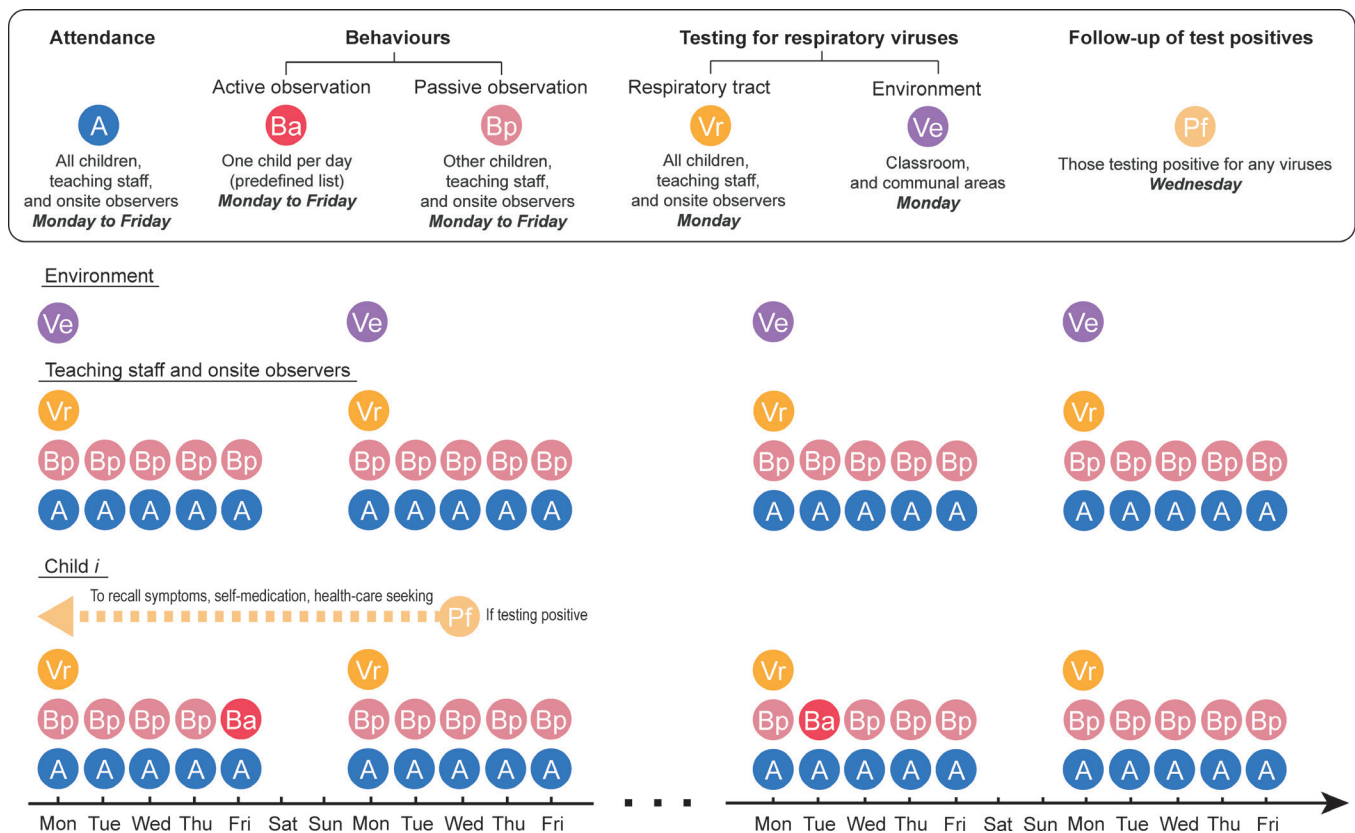 Attendance
Behaviours
Testing for respiratory viruses
Follow-up of test positives
Active observation
Passive observation
Respiratory tract
Environment
A
Ba
Bp
Vr
Ve
Pf
All children,
teaching staff,
and onsite observers
Monday to Friday
One child per day
(predefined list)
Monday to Friday
Other children,
teaching staff,
and onsite observers
Monday to Friday
All children,
teaching staff,
and onsite observers
Monday
Classroom,
and communal areas
Monday
Those testing positive for any viruses
Wednesday
Environment
Ve Ve Ve Ve
Teaching staff and onsite observers
Vr Vr Vr Vr
Bp Bp Bp Bp Bp Bp Bp Bp Bp Bp Bp Bp Bp Bp Bp Bp Bp Bp Bp Bp
A A A A A A A A A A A A A A A A A A A A
Child i
To recall symptoms, self-medication, health-care seeking
Pf If testing positive
Vr Vr Vr Vr
Bp Bp Bp Bp Ba Bp Bp Bp Bp Bp Bp Ba Bp Bp Bp Bp Bp Bp Bp Bp
A A A A A A A A A A A A A A A A A A A A
Mon Tue Wed Thu Fri Sat Sun Mon Tue Wed Thu Fri Mon Tue Wed Thu Fri Sat Sun Mon Tue Wed Thu Fri